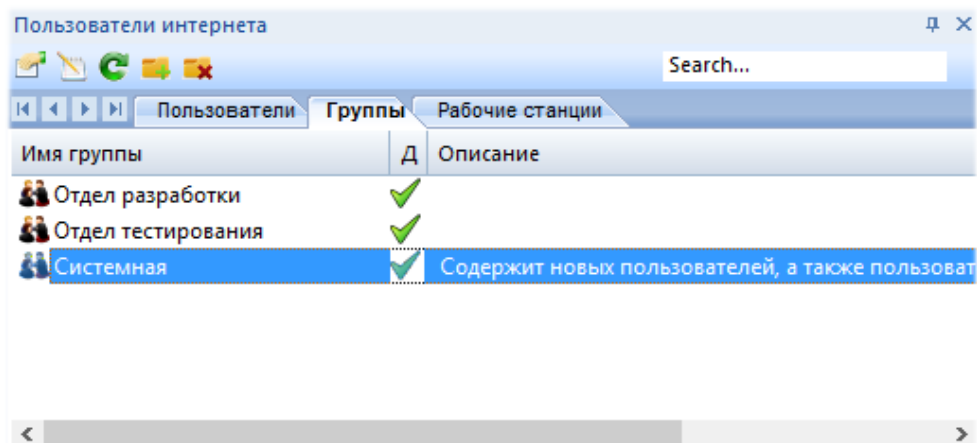 Пользователи интернета
Search...
Пользователи Группы Рабочие станции
Имя группы Д Описание
Отдел разработки
Отдел тестирования
Системная Содержит новых пользователей, а также пользоват